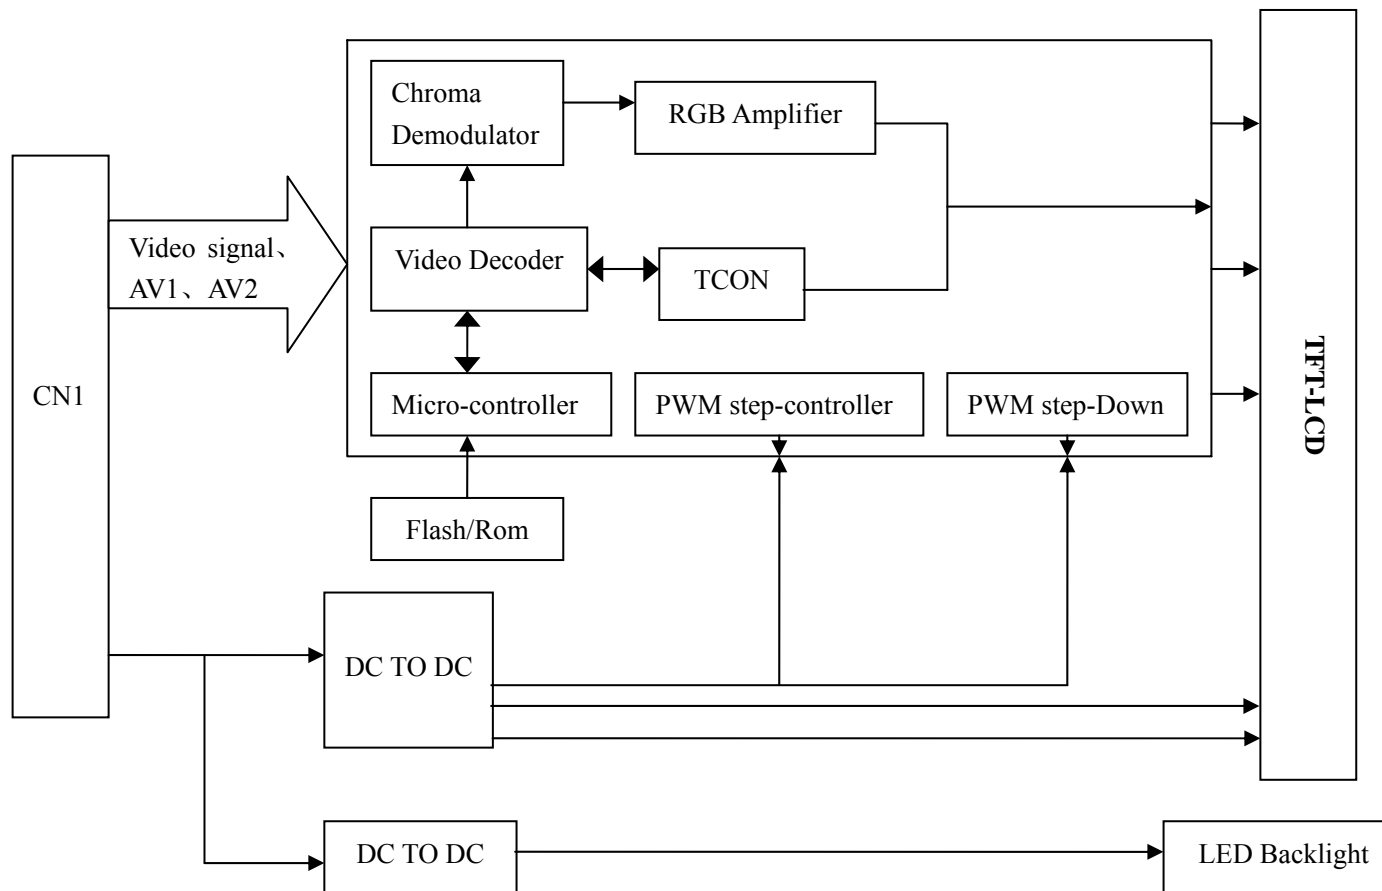 Chroma
Demodulator
RGB Amplifier
Video signal、
AV1、AV2
Video Decoder
TCON
CN1
Micro-controller
PWM step-controller
PWM step-Down
TFT-LCD
Flash/Rom
DC TO DC
DC TO DC
LED Backlight